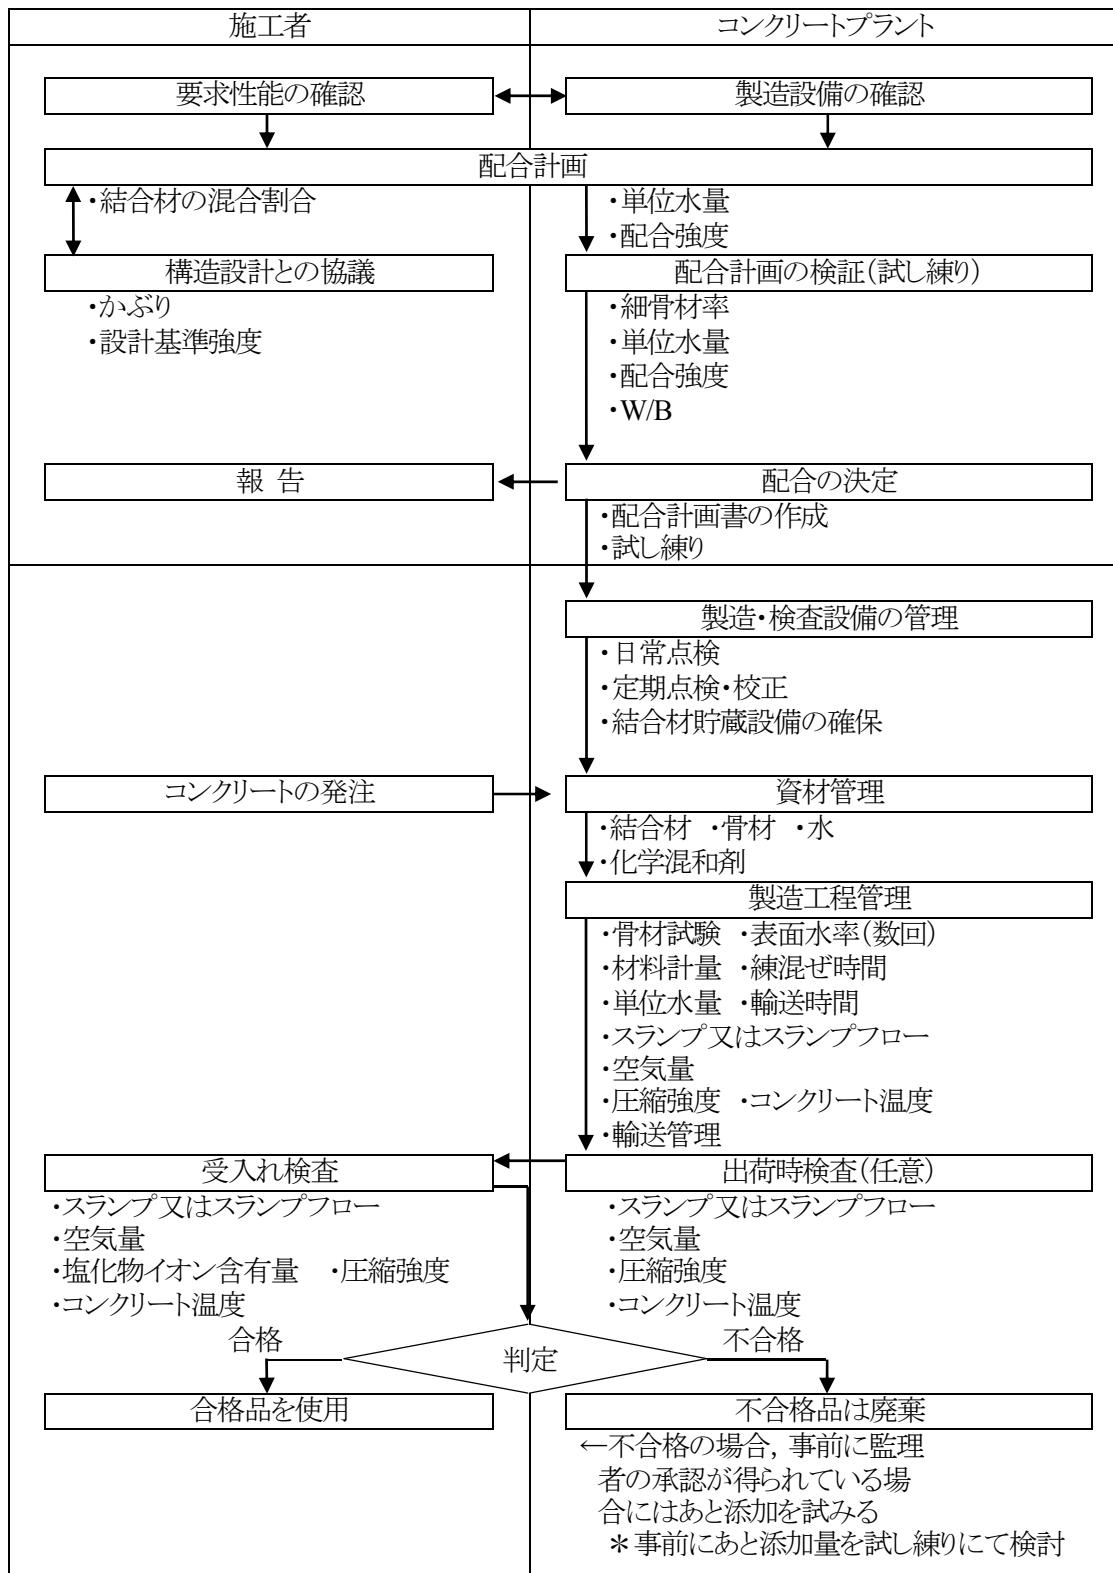 施工者
コンクリートプラント
要求性能の確認
製造設備の確認
配合計画
・結合材の混合割合
・単位水量
・配合強度
構造設計との協議
配合計画の検証(試し練り)
・かぶり
・設計基準強度
・細骨材率
・単位水量
・配合強度
・W/B
報 告
配合の決定
・配合計画書の作成
・試し練り
製造・検査設備の管理
・日常点検
・定期点検・校正
・結合材貯蔵設備の確保
コンクリートの発注
資材管理
・結合材 ・骨材 ・水
・化学混和剤
製造工程管理
・骨材試験 ・表面水率(数回)
・材料計量 ・練混ぜ時間
・単位水量 ・輸送時間
・スランプ又はスランプフロー
・空気量
・圧縮強度 ・コンクリート温度
・輸送管理
受入れ検査
出荷時検査(任意)
・スランプ又はスランプフロー
・空気量
・塩化物イオン含有量 ・圧縮強度
・コンクリート温度
・スランプ又はスランプフロー
・空気量
・圧縮強度
・コンクリート温度
合格
判定
不合格
合格品を使用
不合格品は廃棄
←不合格の場合, 事前に監理
者の承認が得られている場
合にはあと添加を試みる
＊事前にあと添加量を試し練りにて検討